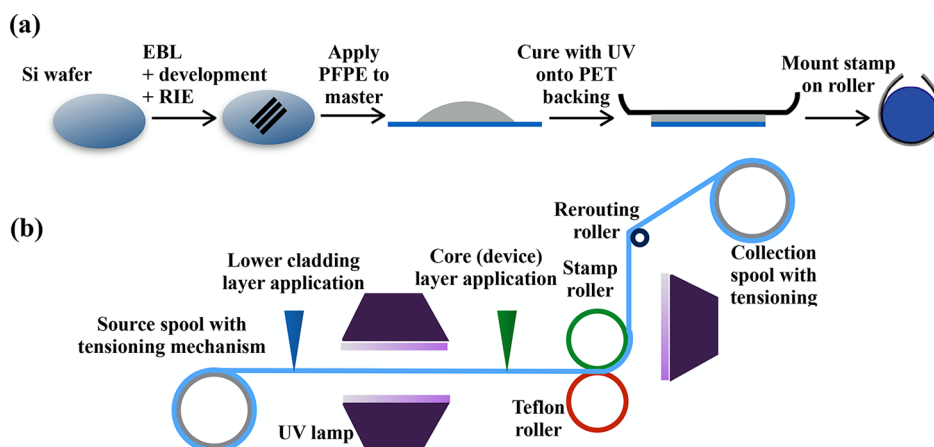 (a)
Si wafer
EBL
+ development
+ RIE
Apply
PFPE to
master
Cure with UV
onto PET
backing
Mount stamp
on roller
(b)
Source spool with
tensioning mechanism
Lower cladding
layer application
UV lamp
Core (device)
layer application
Stamp
roller
Teflon
roller
Rerouting
roller
Collection
spool with
tensioning